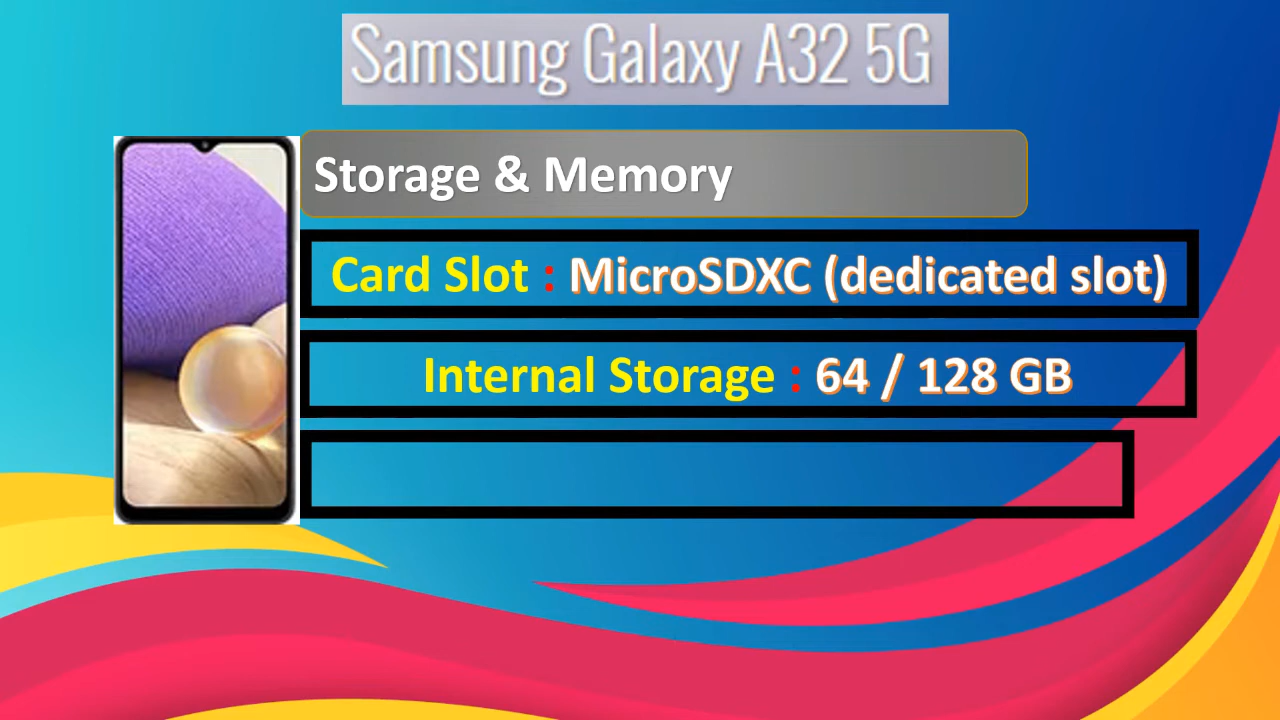 Samsung Galaxy A32 5G
Storage & Memory
Card Slot : MicroSDXC (dedicated slot)
Internal Storage : 64 / 128 GB